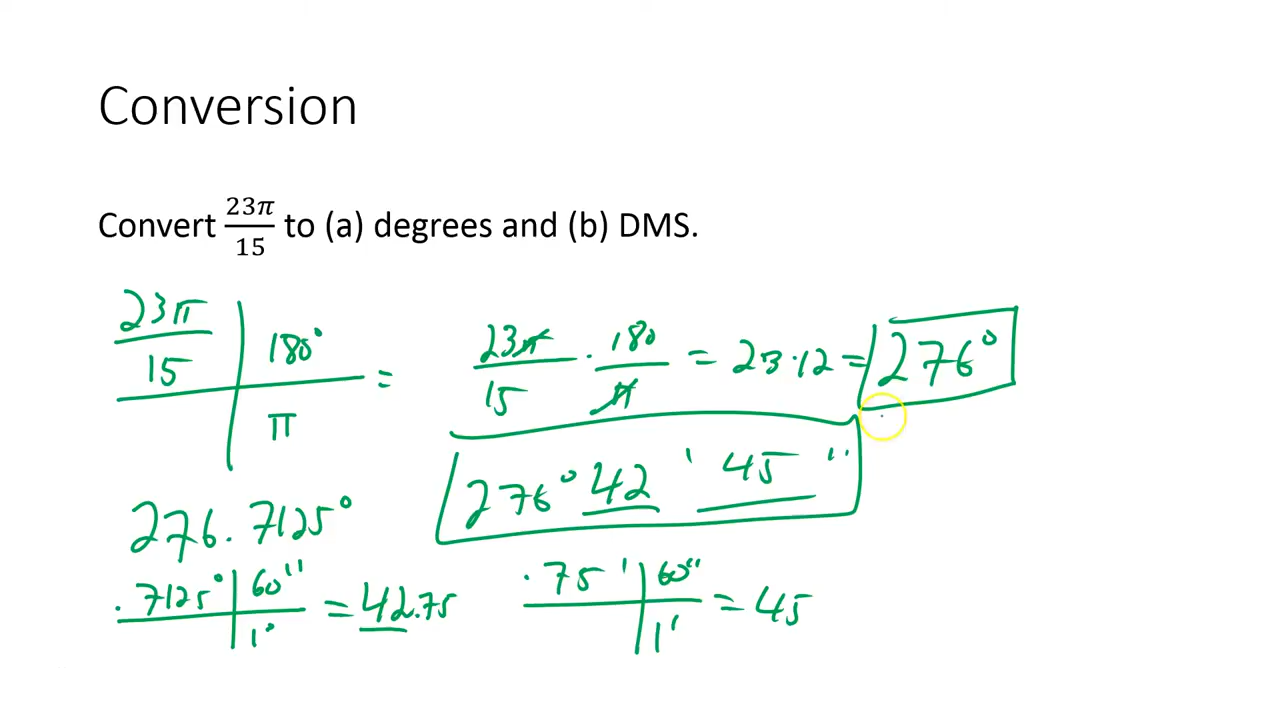 Conversion
Convert 23π/15 to (a) degrees and (b) DMS.
23π/15 | 180°/π = 23π/15 · 180/π = 23·12 = 276°
276° 42 ' 45 "
276.7125°
.7125° | 60"/1° = 42.75
.75' | 60"/1' = 45